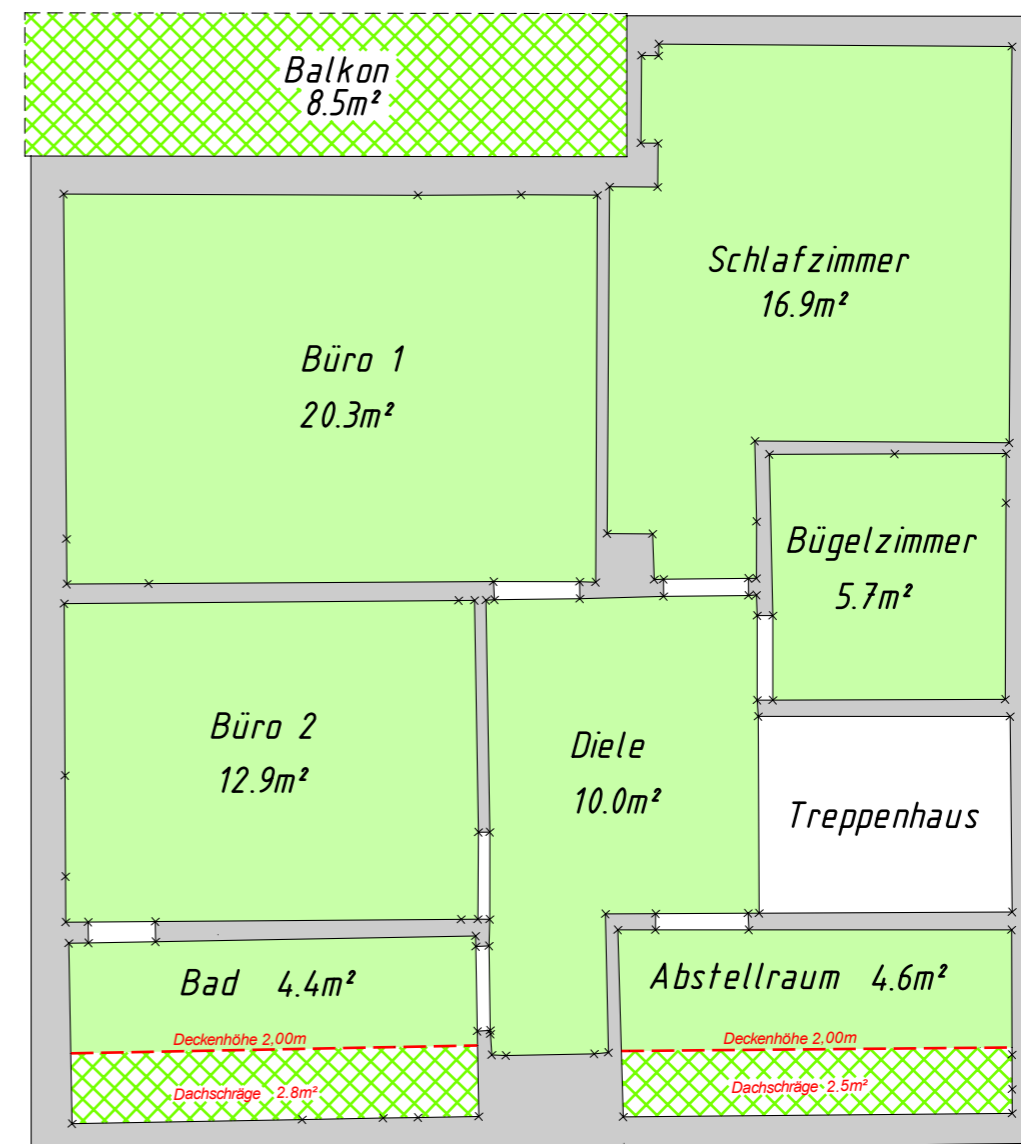 Balkon
8.5m²
Schlafzimmer
16.9m²
Büro 1
20.3m²
Bügelzimmer
5.7m²
Büro 2
12.9m²
Diele
10.0m²
Treppenhaus
Bad 4.4m²
Abstellraum 4.6m²
Deckenhöhe 2,00m
Deckenhöhe 2,00m
Dachschräge 2.8m²
Dachschräge 2.5m²